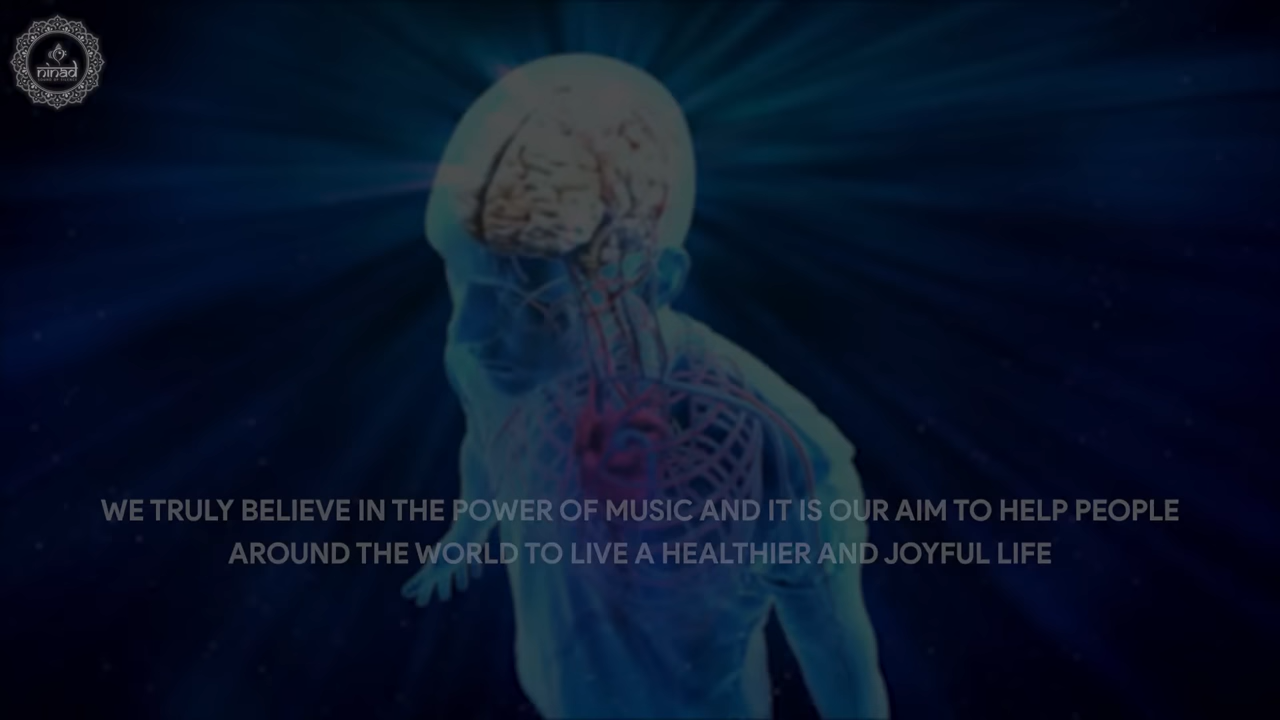 ninad
WE TRULY BELIEVE IN THE POWER OF MUSIC AND IT IS OUR AIM TO HELP PEOPLE
AROUND THE WORLD TO LIVE A HEALTHIER AND JOYFUL LIFE